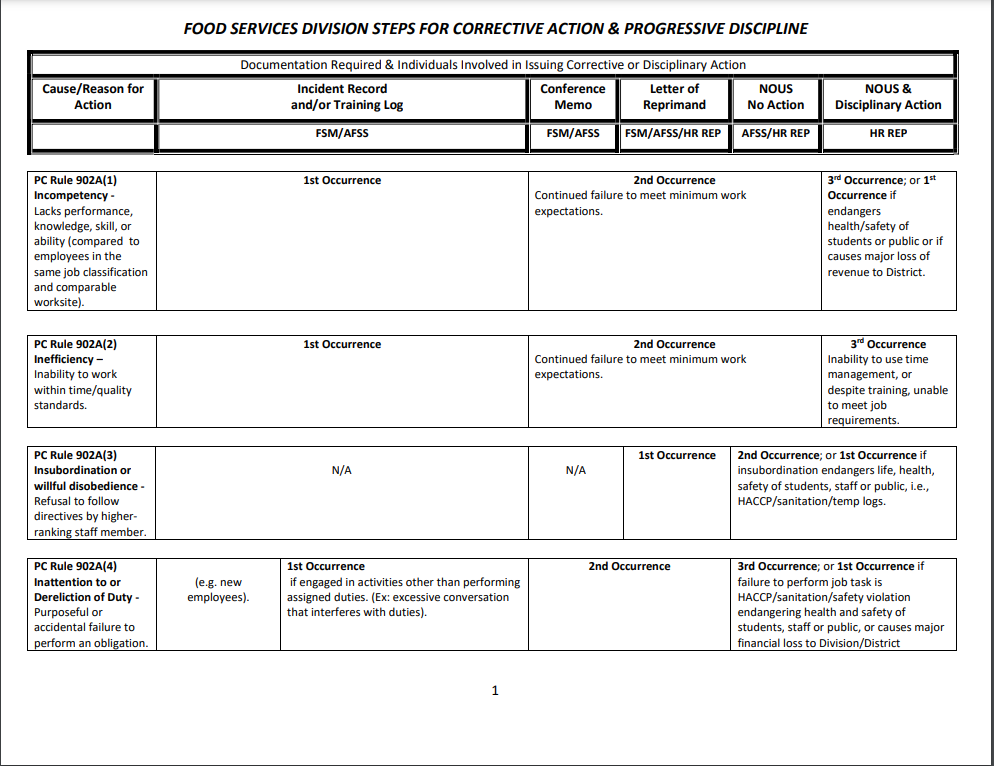 FOOD SERVICES DIVISION STEPS FOR CORRECTIVE ACTION & PROGRESSIVE DISCIPLINE
Documentation Required & Individuals Involved in Issuing Corrective or Disciplinary Action
Cause/Reason for
Action
Incident Record
and/or Training Log
Conference
Memo
Letter of
Reprimand
NOUS
No Action
NOUS &
Disciplinary Action
FSM/AFSS
FSM/AFSS
FSM/AFSS/HR REP
AFSS/HR REP
HR REP
PC Rule 902A(1)
Incompetency -
Lacks performance,
knowledge, skill, or
ability (compared to
employees in the
same job classification
and comparable
worksite).
1st Occurrence
2nd Occurrence
Continued failure to meet minimum work
expectations.
3rd Occurrence; or 1st
Occurrence if
endangers
health/safety of
students or public or if
causes major loss of
revenue to District.
PC Rule 902A(2)
Inefficiency –
Inability to work
within time/quality
standards.
1st Occurrence
2nd Occurrence
Continued failure to meet minimum work
expectations.
3rd Occurrence
Inability to use time
management, or
despite training, unable
to meet job
requirements.
PC Rule 902A(3)
Insubordination or
willful disobedience -
Refusal to follow
directives by higher-
ranking staff member.
N/A
N/A
1st Occurrence
2nd Occurrence; or 1st Occurrence if
insubordination endangers life, health,
safety of students, staff or public, i.e.,
HACCP/sanitation/temp logs.
PC Rule 902A(4)
Inattention to or
Dereliction of Duty -
Purposeful or
accidental failure to
perform an obligation.
(e.g. new
employees).
1st Occurrence
if engaged in activities other than performing
assigned duties. (Ex: excessive conversation
that interferes with duties).
2nd Occurrence
3rd Occurrence; or 1st Occurrence if
failure to perform job task is
HACCP/sanitation/safety violation
endangering health and safety of
students, staff or public, or causes major
financial loss to Division/District
1